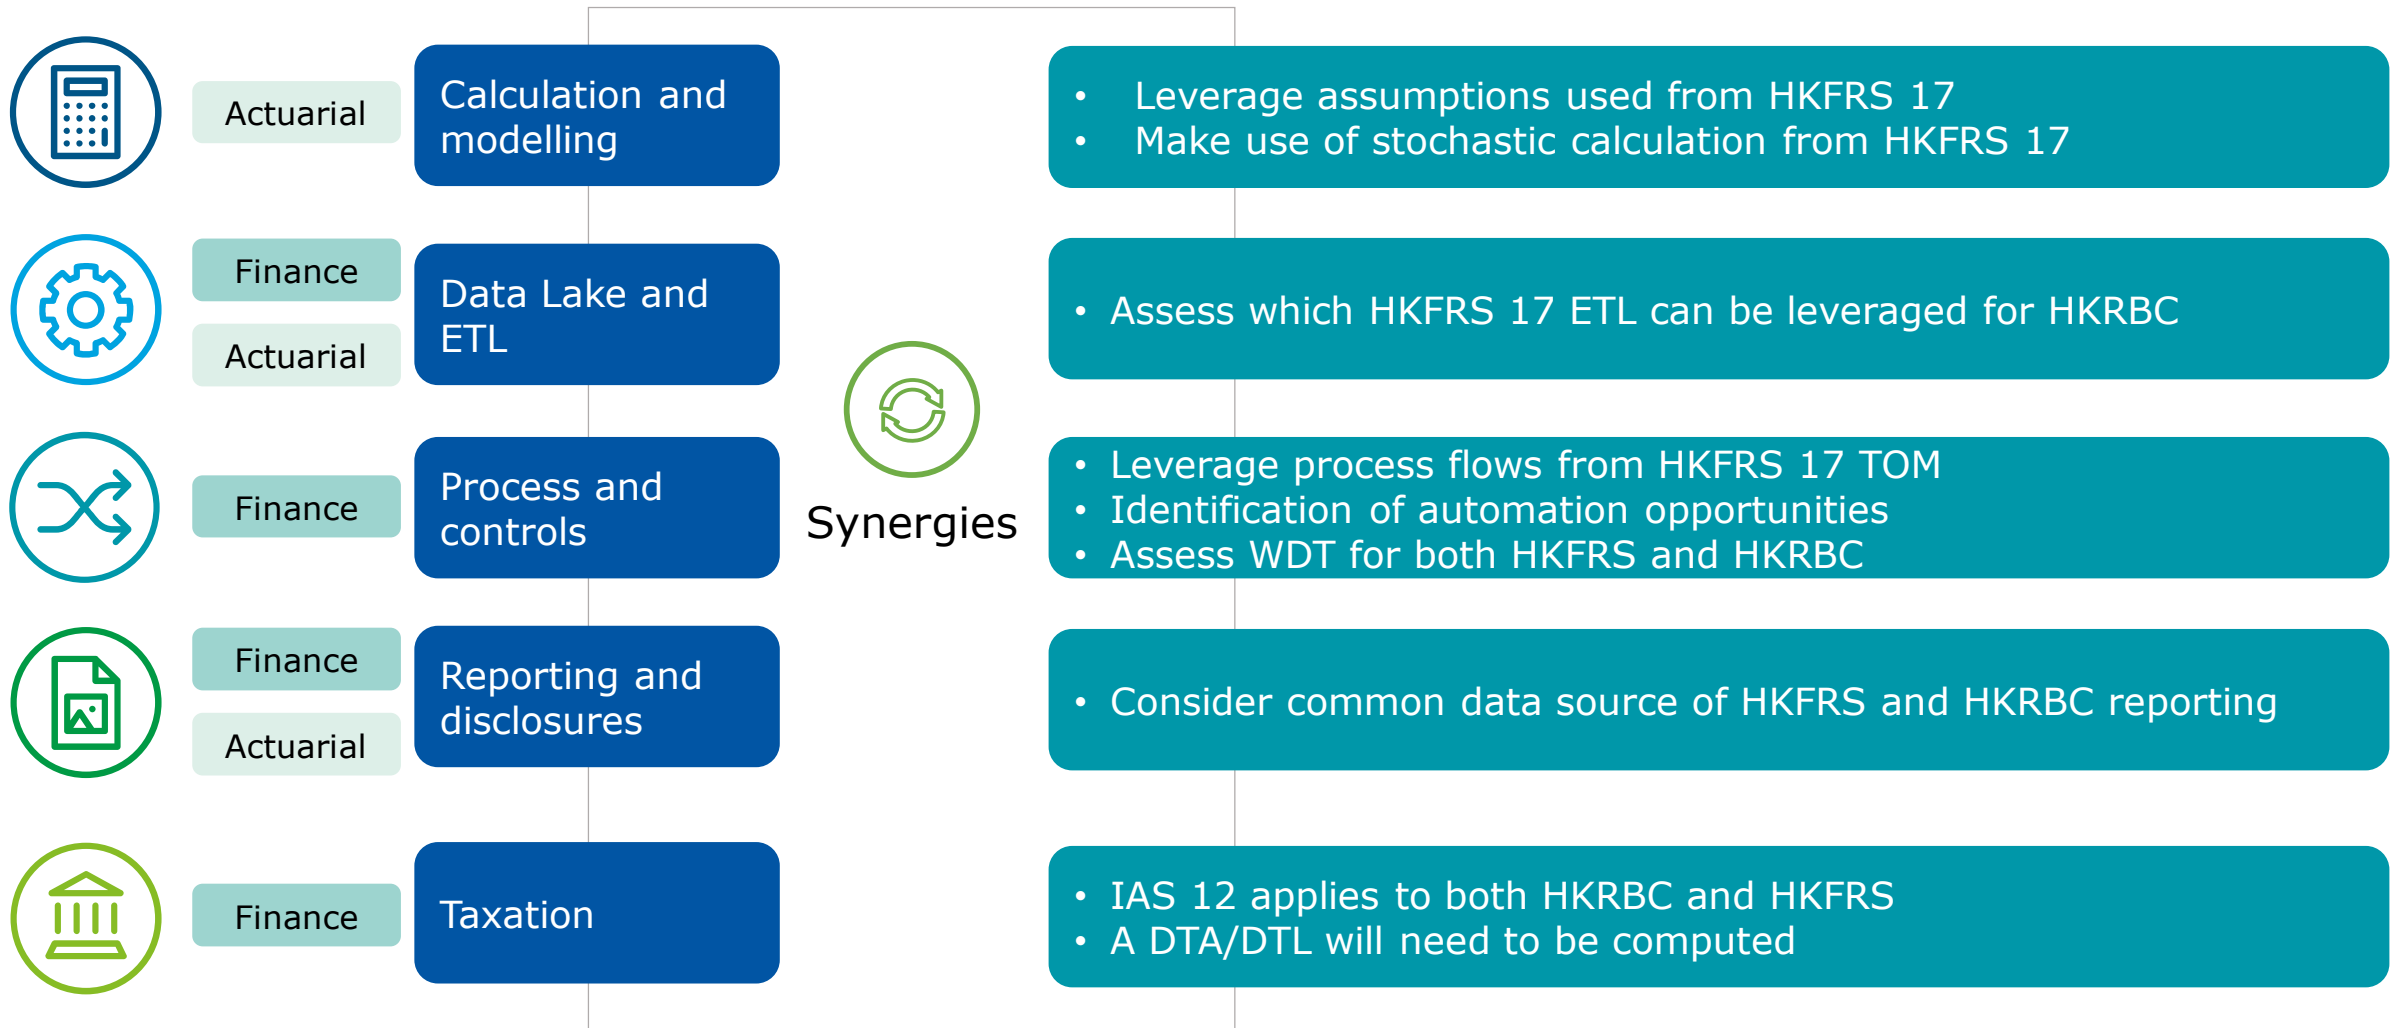 Actuarial
Calculation and
modelling
• Leverage assumptions used from HKFRS 17
• Make use of stochastic calculation from HKFRS 17
Finance
Actuarial
Data Lake and
ETL
• Assess which HKFRS 17 ETL can be leveraged for HKRBC
Synergies
Finance
Process and
controls
• Leverage process flows from HKFRS 17 TOM
• Identification of automation opportunities
• Assess WDT for both HKFRS and HKRBC
Finance
Actuarial
Reporting and
disclosures
• Consider common data source of HKFRS and HKRBC reporting
Finance
Taxation
• IAS 12 applies to both HKRBC and HKFRS
• A DTA/DTL will need to be computed